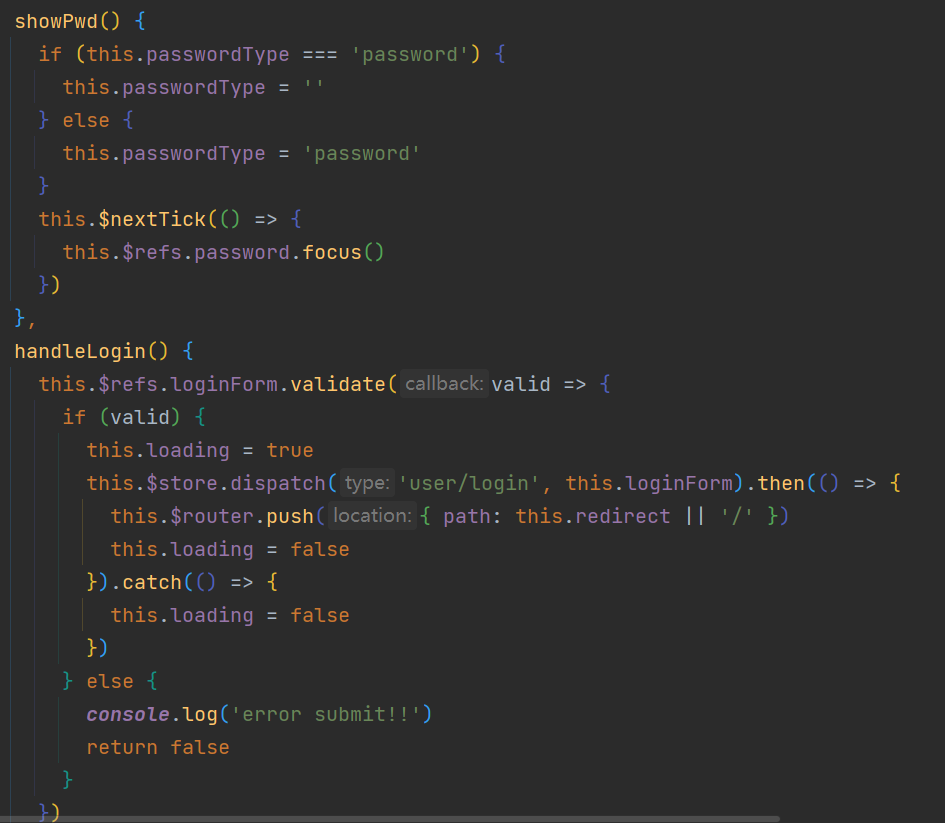 showPwd() {
if (this.passwordType === 'password') {
this.passwordType = ''
} else {
this.passwordType = 'password'
}
this.$nextTick(() => {
this.$refs.password.focus()
})
},
handleLogin() {
this.$refs.loginForm.validate( callback: valid => {
if (valid) {
this.loading = true
this.$store.dispatch( type: 'user/login', this.loginForm).then(() => {
this.$router.push( location: { path: this.redirect || '/' })
this.loading = false
}).catch(() => {
this.loading = false
})
} else {
console.log('error submit!!')
return false
}
})